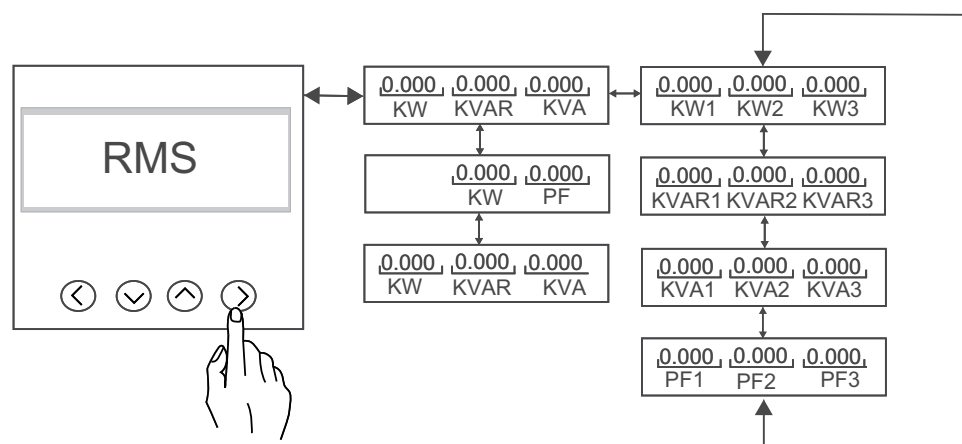 RMS
0.000 0.000 0.000
KW KVAR KVA
0.000 0.000
KW PF
0.000 0.000 0.000
KW KVAR KVA
0.000 0.000 0.000
KW1 KW2 KW3
0.000 0.000 0.000
KVAR1 KVAR2 KVAR3
0.000 0.000 0.000
KVA1 KVA2 KVA3
0.000 0.000 0.000
PF1 PF2 PF3